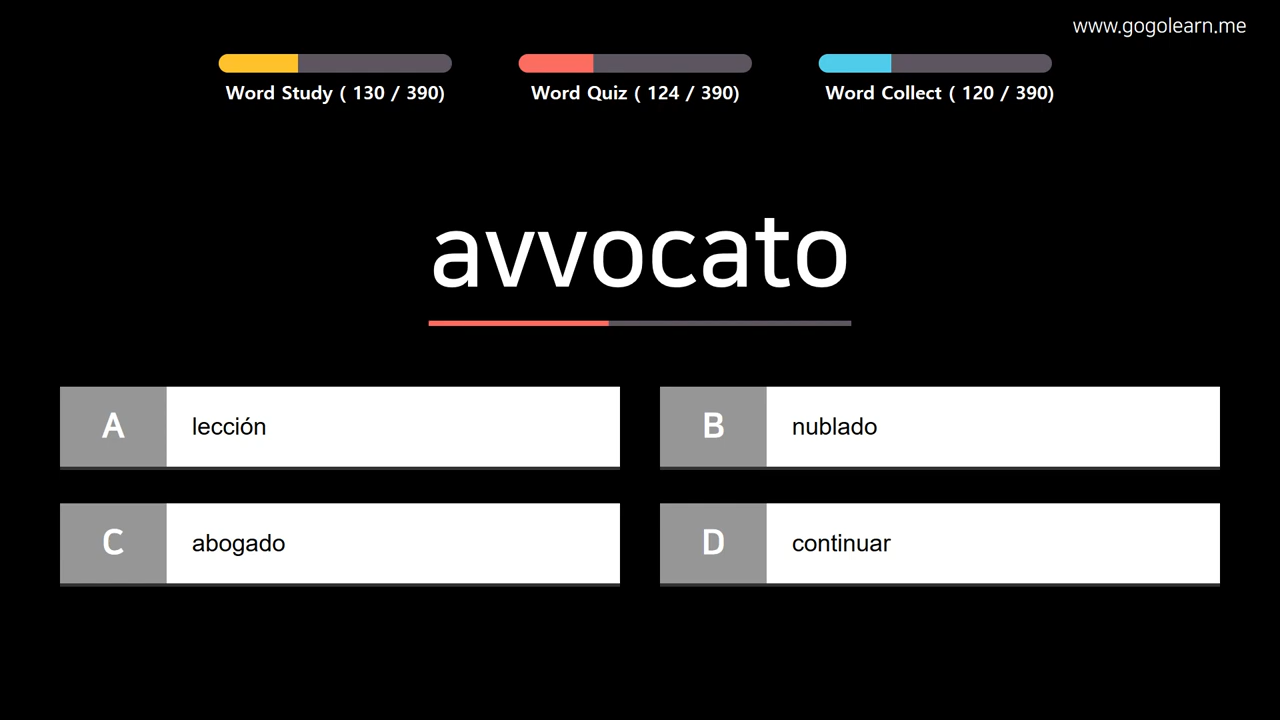 www.gogolearn.me
Word Study ( 130 / 390)
Word Quiz ( 124 / 390)
Word Collect ( 120 / 390)
avvocato
A lección
B nublado
C abogado
D continuar